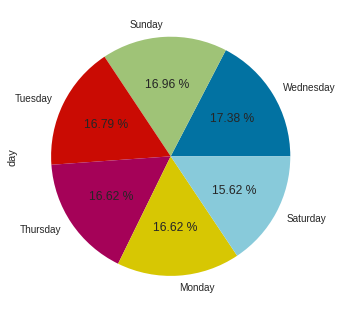 Sunday
Wednesday
Tuesday
16.96 %
17.38 %
16.79 %
day
16.62 %
15.62 %
16.62 %
Thursday
Saturday
Monday